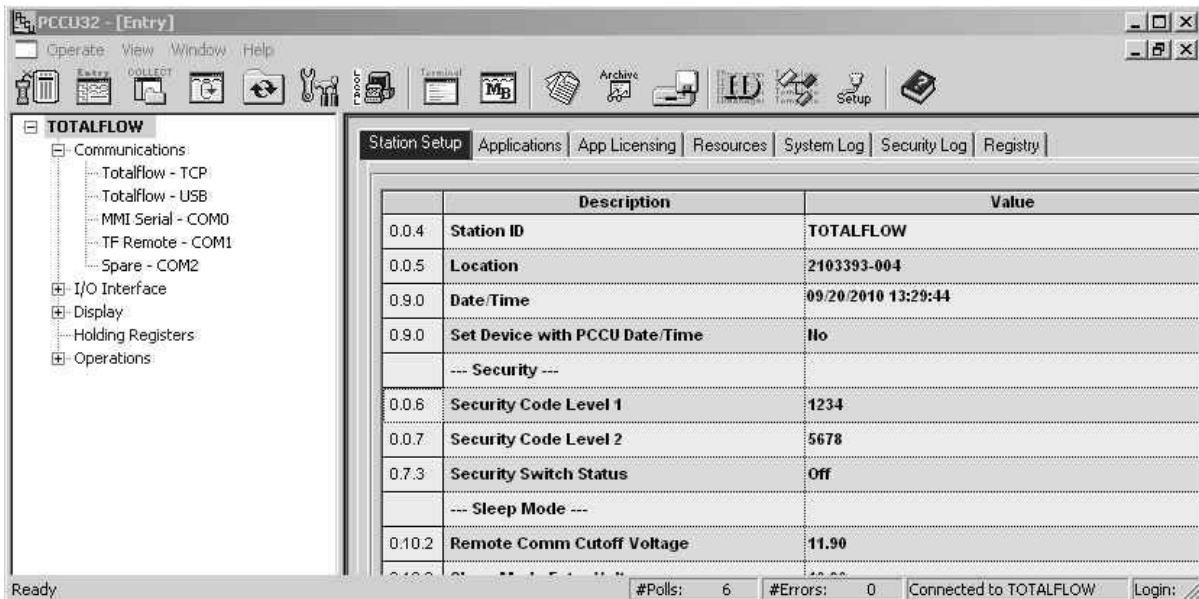 PCCU32 - [Entry]
Operate View Window Help
Entry COLLECT LOCAL Terminal MB Archive Setup
TOTALFLOW
Communications
Totalflow - TCP
Totalflow - USB
MMI Serial - COM0
TF Remote - COM1
Spare - COM2
I/O Interface
Display
Holding Registers
Operations
Station Setup Applications App Licensing Resources System Log Security Log Registry
Description Value
0.0.4 Station ID TOTALFLOW
0.0.5 Location 2103393-004
0.9.0 Date/Time 09/20/2010 13:29:44
0.9.0 Set Device with PCCU Date/Time No
--- Security ---
0.0.6 Security Code Level 1 1234
0.0.7 Security Code Level 2 5678
0.7.3 Security Switch Status Off
--- Sleep Mode ---
0.10.2 Remote Comm Cutoff Voltage 11.90
Ready #Polls: 6 #Errors: 0 Connected to TOTALFLOW Login: